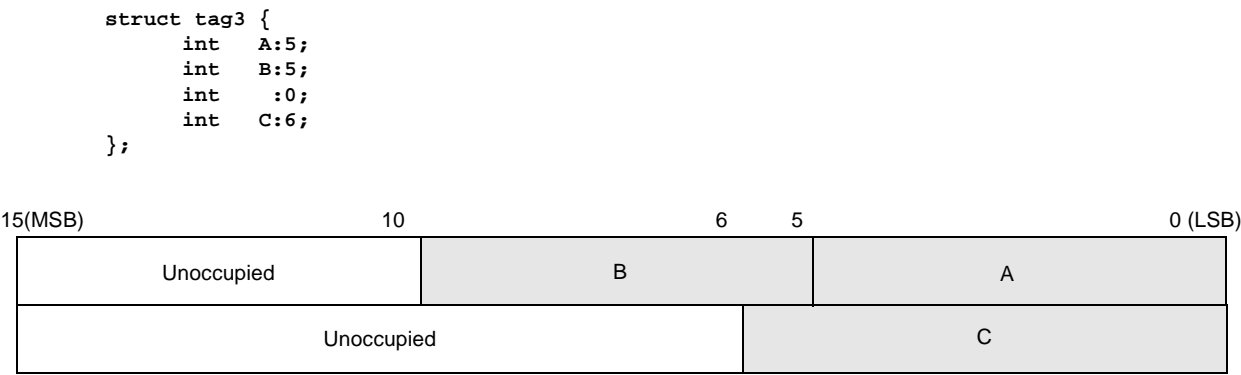 struct tag3 {
int A:5;
int B:5;
int :0;
int C:6;
};
15(MSB) 10 6 5 0 (LSB)
Unoccupied B A
Unoccupied C